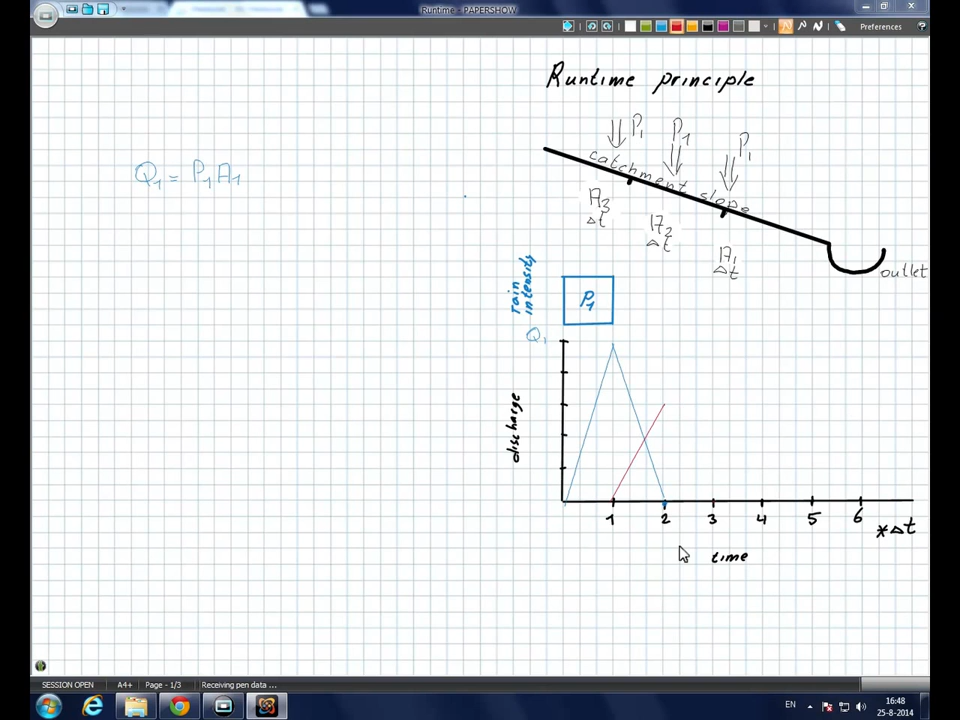 Runtime - PAPERSHOW
Preferences
Runtime principle
P1
P1
P1
catchment slope
Q1 = P1 A1
A3
Δt
A2
Δt
A1
Δt
outlet
rain
intensity
P1
Q1
discharge
1 2 3 4 5 6 *Δt
time
SESSION OPEN A4+ Page - 1/3 Receiving pen data ...
EN 16:48
25-8-2014